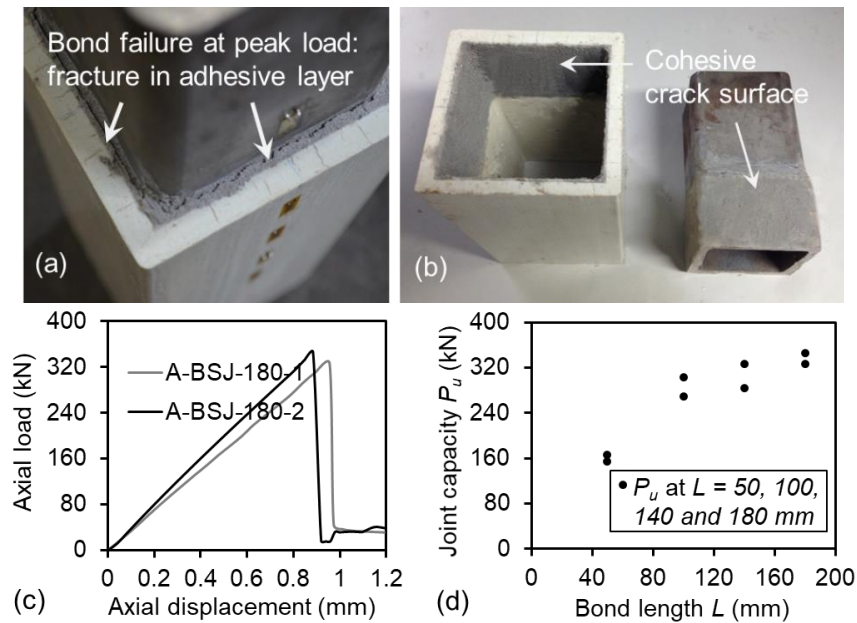 Bond failure at peak load:
fracture in adhesive layer
(a)
Cohesive
crack surface
(b)
400
320
240
160
80
0
Axial load (kN)
A-BSJ-180-1
A-BSJ-180-2
0 0.2 0.4 0.6 0.8 1 1.2
Axial displacement (mm)
(c)
400
320
240
160
80
0
Joint capacity Pu (kN)
Pu at L = 50, 100,
140 and 180 mm
0 40 80 120 160 200
Bond length L (mm)
(d)